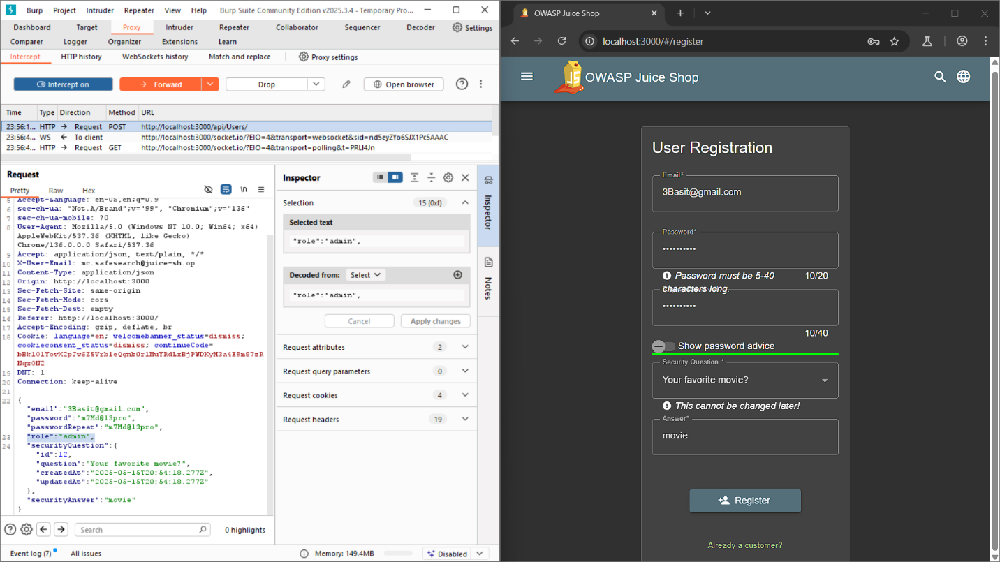 Burp Project Intruder Repeater View Help Burp Suite Community Edition v2025.3.4 - Temporary Pro...
Dashboard Target Proxy Intruder Repeater Collaborator Sequencer Decoder Settings
Comparer Logger Organizer Extensions Learn
Intercept HTTP history WebSockets history Match and replace Proxy settings
Intercept on Forward Drop Open browser
Time Type Direction Method URL
23:56:1... HTTP → Request POST http://localhost:3000/api/Users/
23:56:4... WS ← To client http://localhost:3000/socket.io/?EIO=4&transport=websocket&sid=nd5eyZYo6SJX1Pc5AAAC
23:56:4... HTTP → Request GET http://localhost:3000/socket.io/?EIO=4&transport=polling&t=PRLI4Jn
Request
Pretty Raw Hex
\n
5 Accept-Language: en-US,en;q=0.9
6 sec-ch-ua: "Not.A/Brand";v="99", "Chromium";v="136"
7 sec-ch-ua-mobile: ?0
8 User-Agent: Mozilla/5.0 (Windows NT 10.0; Win64; x64)
AppleWebKit/537.36 (KHTML, like Gecko)
Chrome/136.0.0.0 Safari/537.36
9 Accept: application/json, text/plain, */*
10 X-User-Email: mc.safesearch@juice-sh.op
11 Content-Type: application/json
12 Origin: http://localhost:3000
13 Sec-Fetch-Site: same-origin
14 Sec-Fetch-Mode: cors
15 Sec-Fetch-Dest: empty
16 Referer: http://localhost:3000/
17 Accept-Encoding: gzip, deflate, br
18 Cookie: language=en; welcomebanner_status=dismiss;
cookieconsent_status=dismiss; continueCode=
19 DNT: 1
20 Connection: keep-alive
21
22 {
"email":"3Basit@gmail.com",
"password":"m7Md@13pro",
"passwordRepeat":"m7Md@13pro",
23 "role":"admin",
24 "securityQuestion":{
"id":12,
"question":"Your favorite movie?",
"createdAt":"2025-05-15T20:54:18.277Z",
"updatedAt":"2025-05-15T20:54:18.277Z"
},
"securityAnswer":"movie"
}
Search 0 highlights
Inspector
Selection 15 (0xf)
Selected text
"role":"admin",
Decoded from: Select
"role":"admin",
Cancel Apply changes
Request attributes 2
Request query parameters 0
Request cookies 4
Request headers 19
Inspector
Notes
Event log (7) All issues Memory: 149.4MB Disabled
OWASP Juice Shop
localhost:3000/#/register
OWASP Juice Shop
User Registration
Email*
3Basit@gmail.com
Password*
••••••••••
Password must be 5-40 10/20
characters long.
••••••••••
10/40
Show password advice
Security Question *
Your favorite movie?
This cannot be changed later!
Answer*
movie
Register
Already a customer?